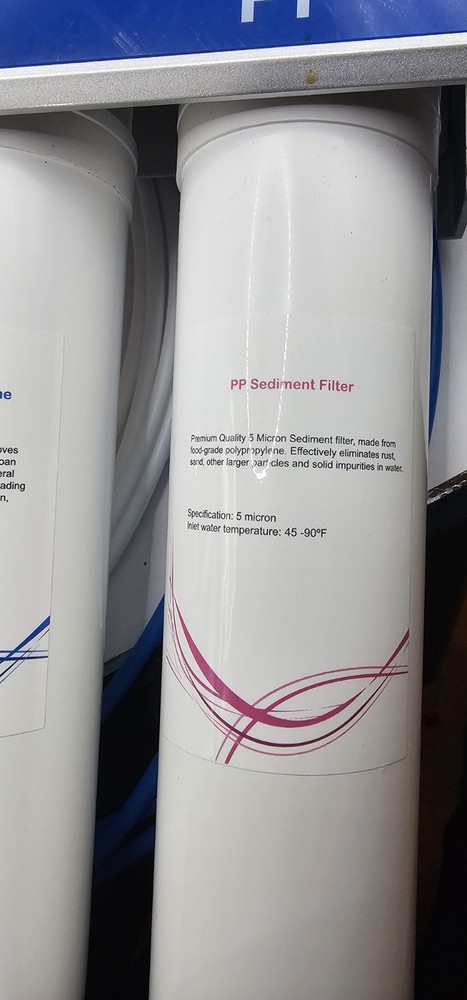 PP Sediment Filter
Premium Quality 5 Micron Sediment filter, made from
food-grade polypropylene. Effectively eliminates rust,
sand, other larger particles and solid impurities in water.
Specification: 5 micron
Inlet water temperature: 45 -90ºF